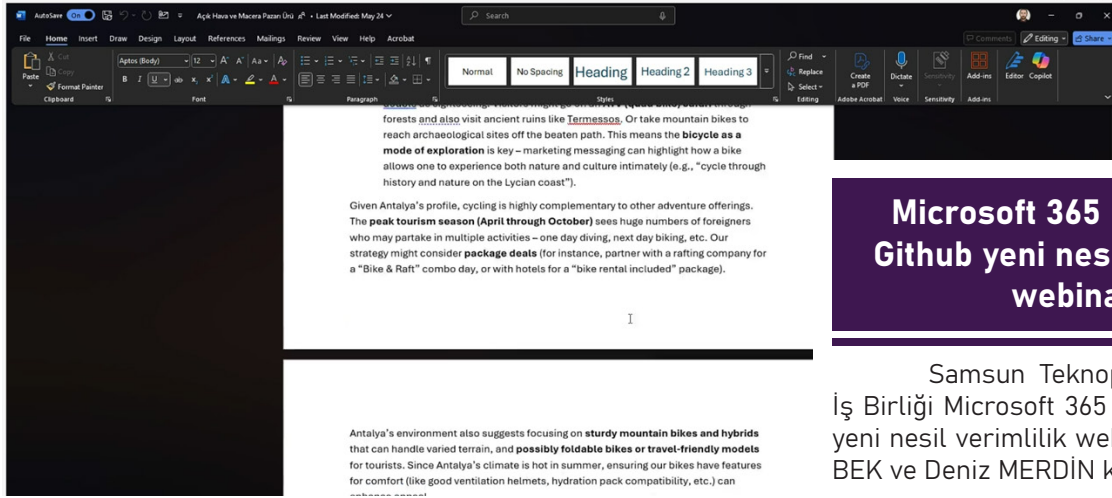 AutoSave On Açık Hava ve Macera Pazarı Ürü • Last Modified: May 24 Search
File Home Insert Draw Design Layout References Mailings Review View Help Acrobat Comments Editing Share
Paste Cut Copy Format Painter
Aptos (Body) 12
Normal No Spacing Heading Heading 2 Heading 3
Find Replace Select
Create a PDF Dictate Sensitivity Add-ins Editor Copilot
Clipboard Font Paragraph Styles Editing Adobe Acrobat Voice Sensitivity Add-ins
forests and also visit ancient ruins like Termessos. Or take mountain bikes to
reach archaeological sites off the beaten path. This means the bicycle as a
mode of exploration is key – marketing messaging can highlight how a bike
allows one to experience both nature and culture intimately (e.g., “cycle through
history and nature on the Lycian coast”).
Given Antalya’s profile, cycling is highly complementary to other adventure offerings.
The peak tourism season (April through October) sees huge numbers of foreigners
who may partake in multiple activities – one day diving, next day biking, etc. Our
strategy might consider package deals (for instance, partner with a rafting company for
a “Bike & Raft” combo day, or with hotels for a “bike rental included” package).
Antalya’s environment also suggests focusing on sturdy mountain bikes and hybrids
that can handle varied terrain, and possibly foldable bikes or travel-friendly models
for tourists. Since Antalya’s climate is hot in summer, ensuring our bikes have features
for comfort (like good ventilation helmets, hydration pack compatibility, etc.) can
Microsoft 365
Github yeni nes
webina
Samsun Teknop
İş Birliği Microsoft 365
yeni nesil verimlilik we
BEK ve Deniz MERDİN k